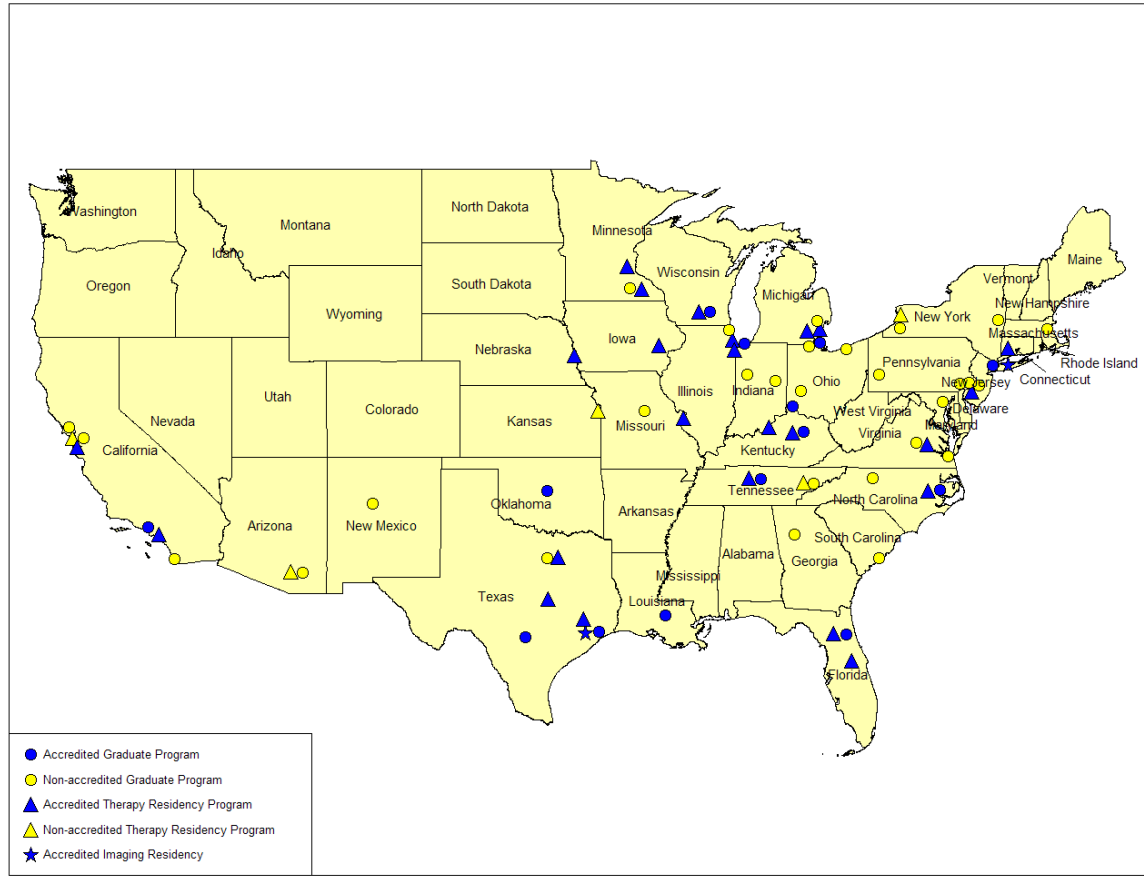 Washington
Montana
North Dakota
Minnesota
Maine
Idaho
Oregon
South Dakota
Wisconsin
Michigan
Vermont
New Hampshire
Wyoming
New York
Massachusetts
Iowa
Nebraska
Pennsylvania
Rhode Island
Connecticut
New Jersey
Nevada
Utah
Colorado
Illinois
Indiana
Ohio
Kansas
Missouri
West Virginia
Delaware
Maryland
California
Virginia
Kentucky
Oklahoma
Tennessee
North Carolina
Arizona
New Mexico
Arkansas
South Carolina
Alabama
Georgia
Mississippi
Texas
Louisiana
Florida
Accredited Graduate Program
Non-accredited Graduate Program
Accredited Therapy Residency Program
Non-accredited Therapy Residency Program
Accredited Imaging Residency